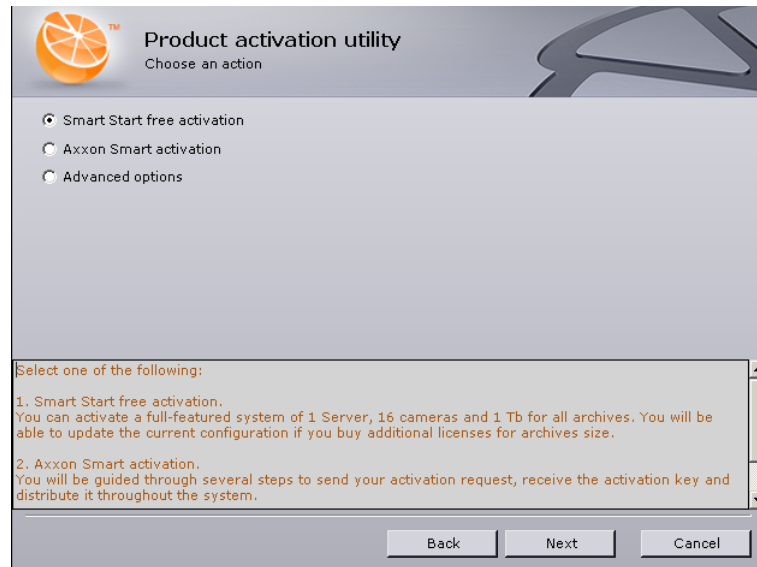 TM
Product activation utility
Choose an action
Smart Start free activation
Axxon Smart activation
Advanced options
Select one of the following:
1. Smart Start free activation.
You can activate a full-featured system of 1 Server, 16 cameras and 1 Tb for all archives. You will be
able to update the current configuration if you buy additional licenses for archives size.
2. Axxon Smart activation.
You will be guided through several steps to send your activation request, receive the activation key and
distribute it throughout the system.
Back Next Cancel